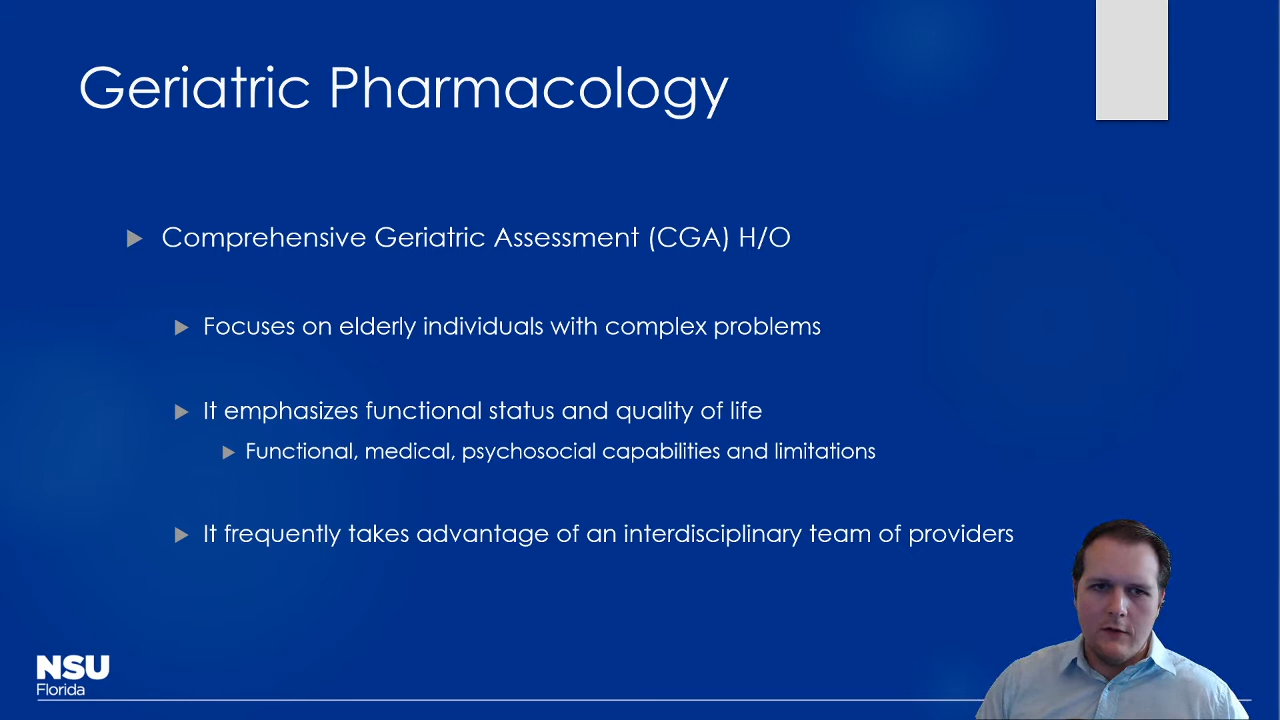 Geriatric Pharmacology
Comprehensive Geriatric Assessment (CGA) H/O
Focuses on elderly individuals with complex problems
It emphasizes functional status and quality of life
Functional, medical, psychosocial capabilities and limitations
It frequently takes advantage of an interdisciplinary team of providers
NSU
Florida